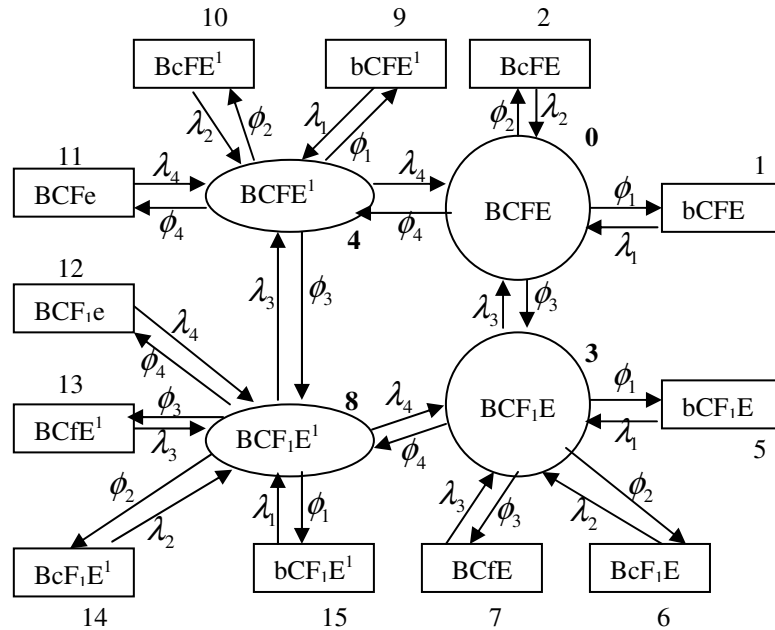 10 9 2
BcFE¹ bCFE¹ BcFE
λ₂ ϕ₂ λ₁ ϕ₁ ϕ₂ λ₂
0
11 1
BCFe λ₄ BCFE¹ λ₄ BCFE ϕ₁ bCFE
ϕ₄ 4 ϕ₄ λ₁
12
BCF₁e λ₄ λ₃ ϕ₃ λ₃ ϕ₃
ϕ₄ 3
13 8
BCfE¹ ϕ₃ BCF₁E¹ λ₄ BCF₁E ϕ₁ bCF₁E
λ₃ ϕ₄ λ₁ 5
ϕ₂ λ₂ λ₁ ϕ₁ λ₃ ϕ₃ λ₂ ϕ₂
BcF₁E¹ bCF₁E¹ BCfE BcF₁E
14 15 7 6